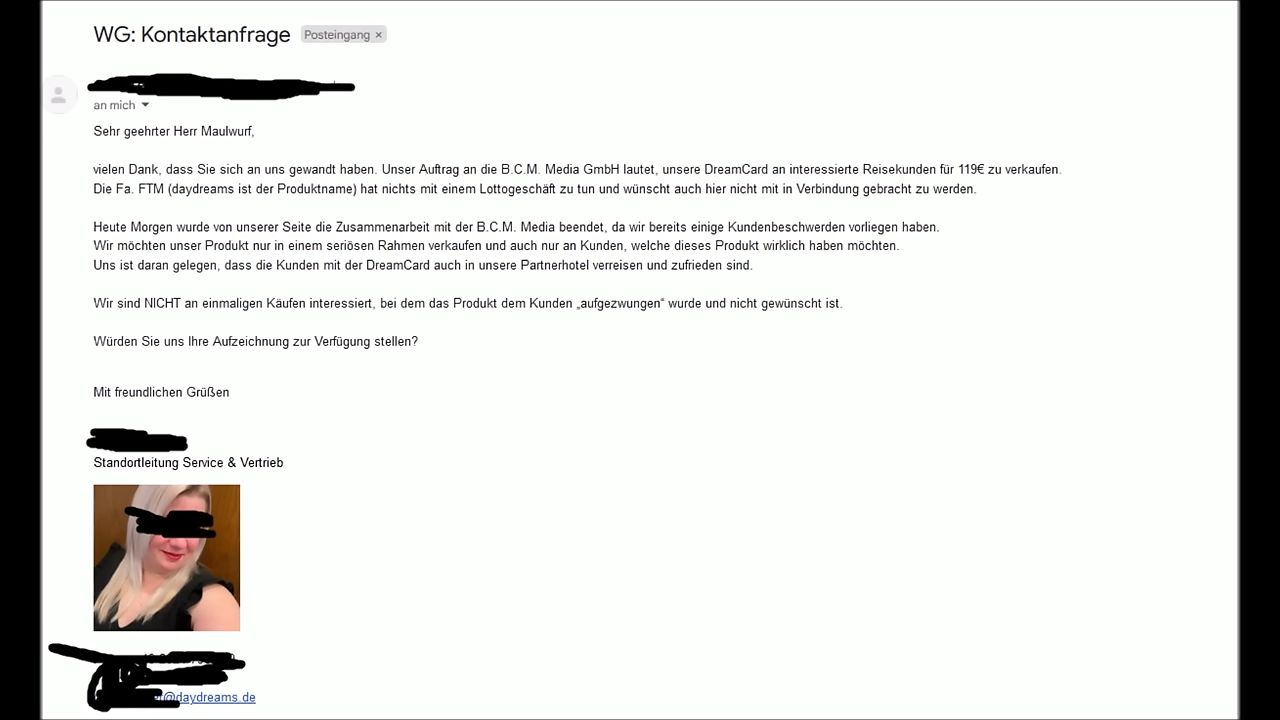 WG: Kontaktanfrage Posteingang ×
an mich
Sehr geehrter Herr Maulwurf,
vielen Dank, dass Sie sich an uns gewandt haben. Unser Auftrag an die B.C.M. Media GmbH lautet, unsere DreamCard an interessierte Reisekunden für 119€ zu verkaufen.
Die Fa. FTM (daydreams ist der Produktname) hat nichts mit einem Lottogeschäft zu tun und wünscht auch hier nicht mit in Verbindung gebracht zu werden.
Heute Morgen wurde von unserer Seite die Zusammenarbeit mit der B.C.M. Media beendet, da wir bereits einige Kundenbeschwerden vorliegen haben.
Wir möchten unser Produkt nur in einem seriösen Rahmen verkaufen und auch nur an Kunden, welche dieses Produkt wirklich haben möchten.
Uns ist daran gelegen, dass die Kunden mit der DreamCard auch in unsere Partnerhotel verreisen und zufrieden sind.
Wir sind NICHT an einmaligen Käufen interessiert, bei dem das Produkt dem Kunden „aufgezwungen“ wurde und nicht gewünscht ist.
Würden Sie uns Ihre Aufzeichnung zur Verfügung stellen?
Mit freundlichen Grüßen
Standortleitung Service & Vertrieb
@daydreams.de